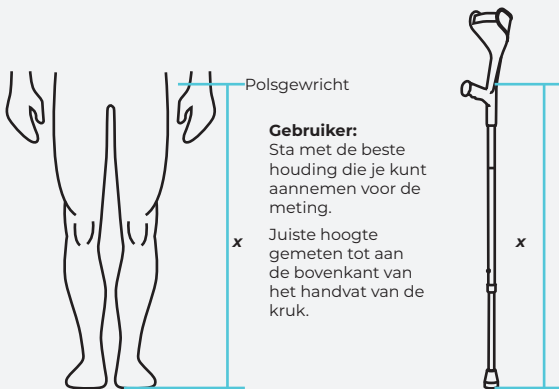 Polsgewricht
Gebruiker:
Sta met de beste
houding die je kunt
aannemen voor de
meting.
Juiste hoogte
gemeten tot aan
de bovenkant van
het handvat van de
kruk.
x
x